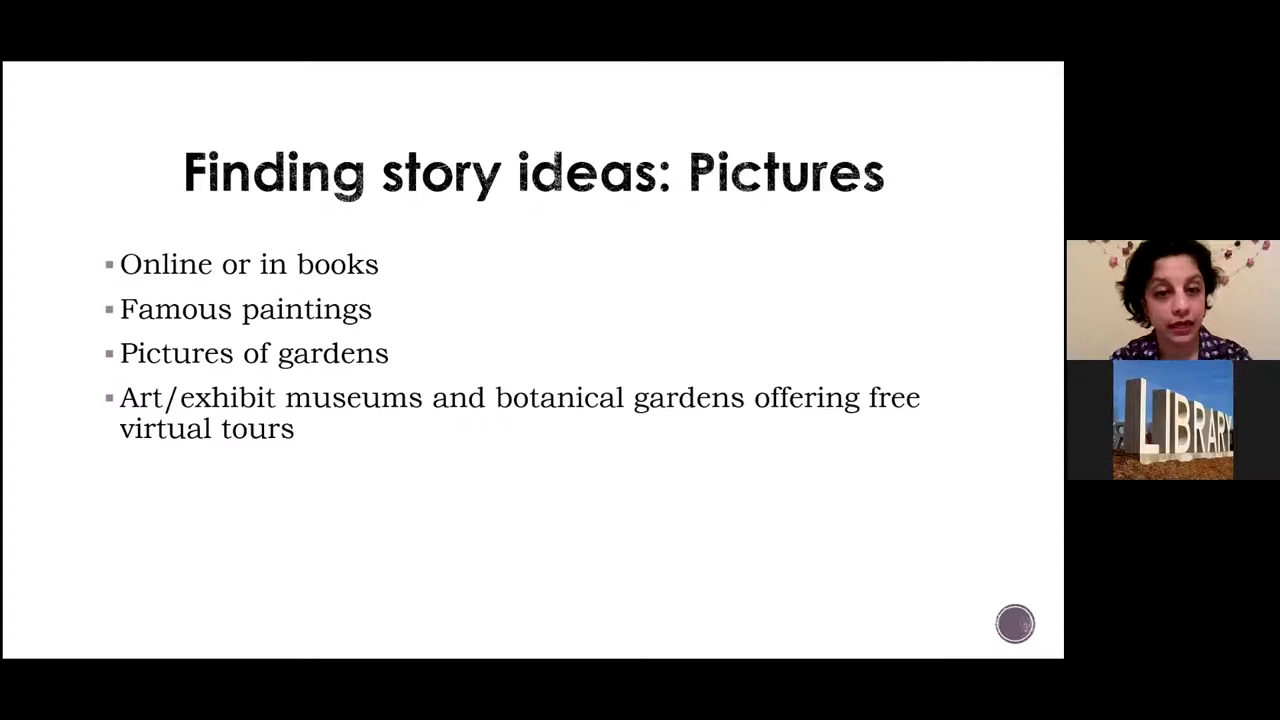 Finding story ideas: Pictures
Online or in books
Famous paintings
Pictures of gardens
Art/exhibit museums and botanical gardens offering free
virtual tours
LIBRARY